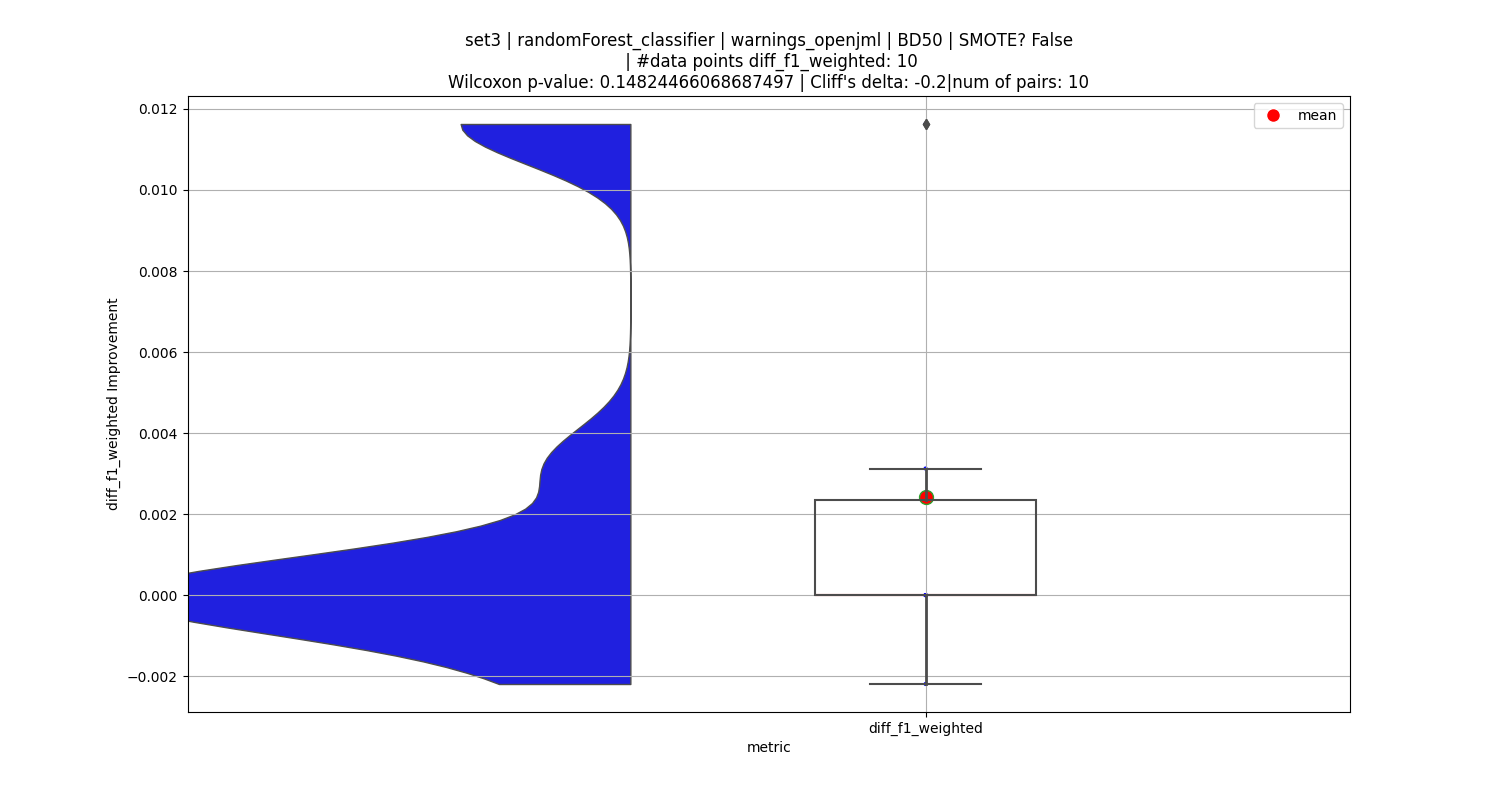 set3 | randomForest_classifier | warnings_openjml | BD50 | SMOTE? False
| #data points diff_f1_weighted: 10
Wilcoxon p-value: 0.14824466068687497 | Cliff's delta: -0.2|num of pairs: 10
mean
0.012
0.010
0.008
0.006
0.004
0.002
0.000
−0.002
diff_f1_weighted Improvement
diff_f1_weighted
metric